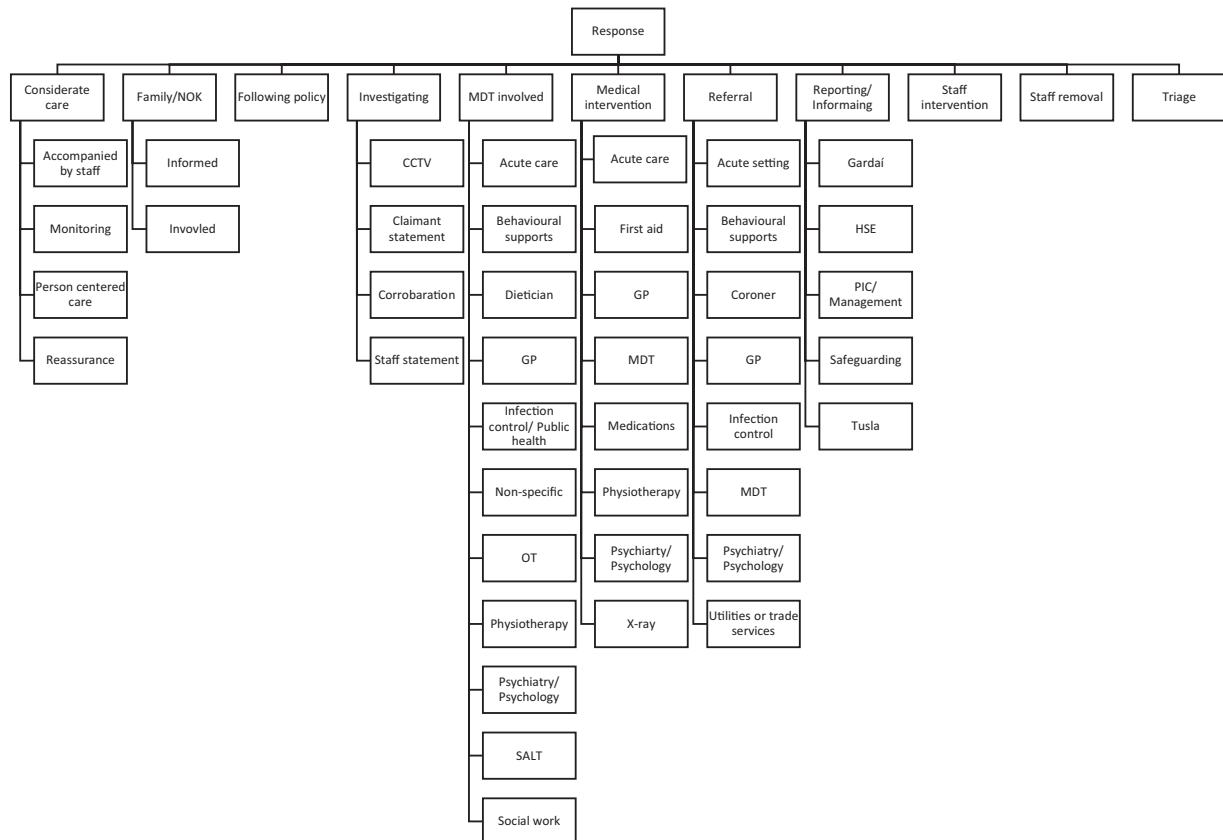 Response
Considerate
care
Family/NOK
Following policy
Investigating
MDT involved
Medical
intervention
Referral
Reporting/
Informaing
Staff
intervention
Staff removal
Triage
Accompanied
by staff
Monitoring
Person centered
care
Reassurance
Informed
Invovled
CCTV
Claimant
statement
Corrobaration
Staff statement
Acute care
Behavioural
supports
Dietician
GP
Infection
control/ Public
health
Non-specific
OT
Physiotherapy
Psychiatry/
Psychology
SALT
Social work
Acute care
First aid
GP
MDT
Medications
Physiotherapy
Psychiarty/
Psychology
X-ray
Acute setting
Behavioural
supports
Coroner
GP
Infection
control
MDT
Psychiatry/
Psychology
Utilities or trade
services
Gardaí
HSE
PIC/
Management
Safeguarding
Tusla